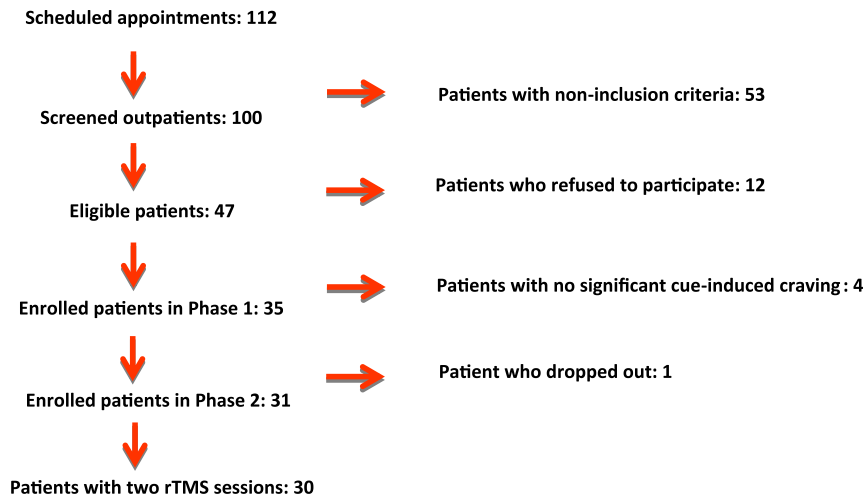 Scheduled appointments: 112
Patients with non-inclusion criteria: 53
Screened outpatients: 100
Patients who refused to participate: 12
Eligible patients: 47
Patients with no significant cue-induced craving : 4
Enrolled patients in Phase 1: 35
Patient who dropped out: 1
Enrolled patients in Phase 2: 31
Patients with two rTMS sessions: 30